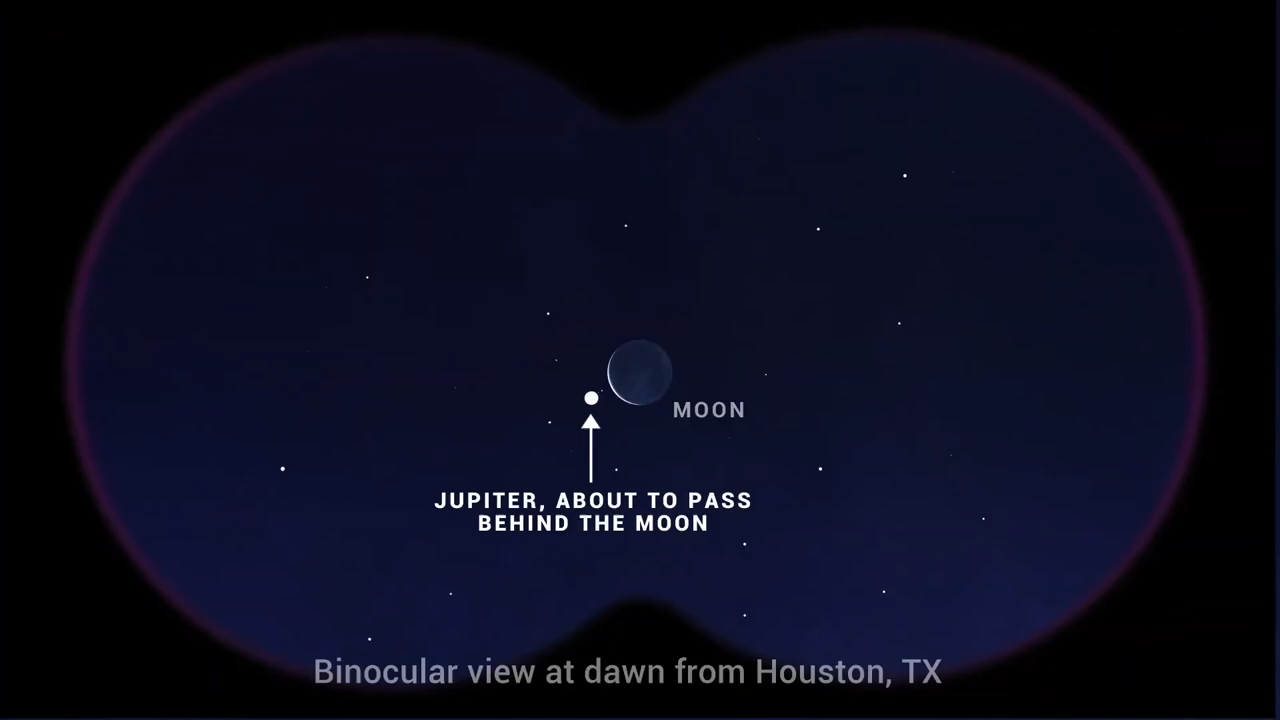 MOON
JUPITER, ABOUT TO PASS
BEHIND THE MOON
Binocular view at dawn from Houston, TX